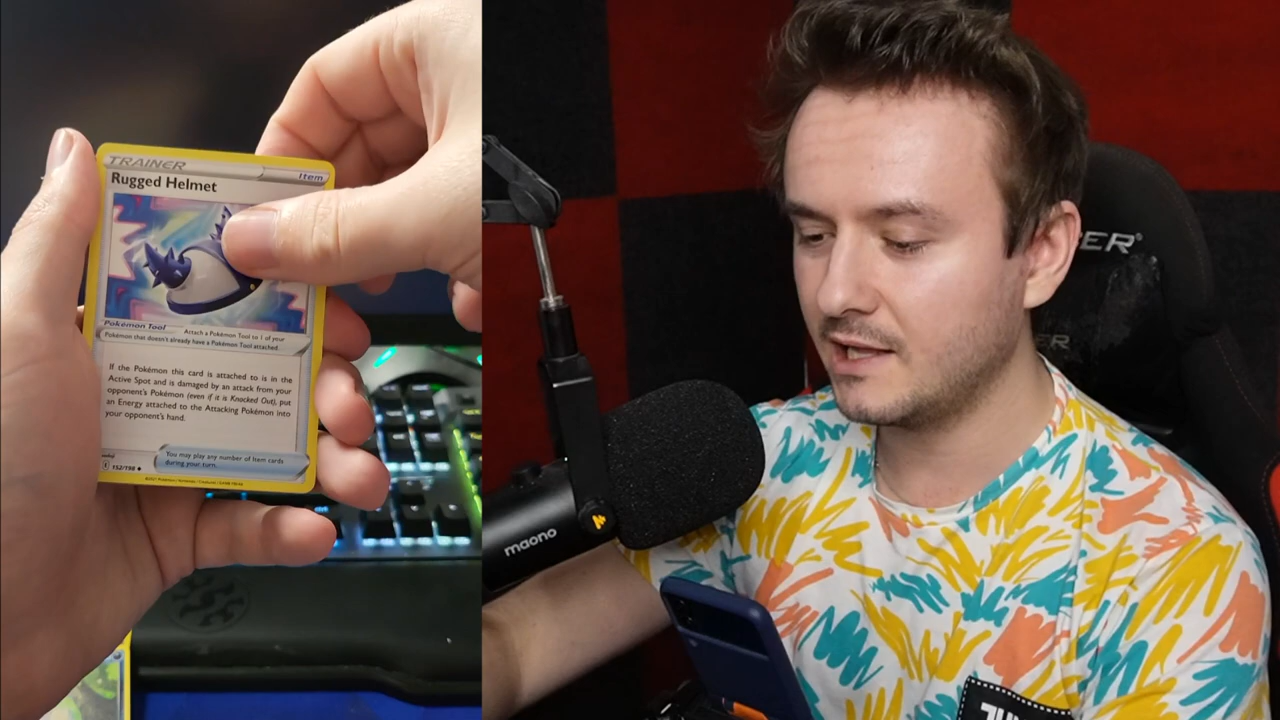 TRAINER
Item
Rugged Helmet
Pokémon Tool
Attach a Pokémon Tool to 1 of your
Pokémon that doesn't already have a Pokémon Tool attached.
If the Pokémon this card is attached to is in the
Active Spot and is damaged by an attack from your
opponent's Pokémon (even if it is Knocked Out), put
an Energy attached to the Attacking Pokémon into
your opponent's hand.
You may play any number of Item cards
during your turn.
152/198
maono